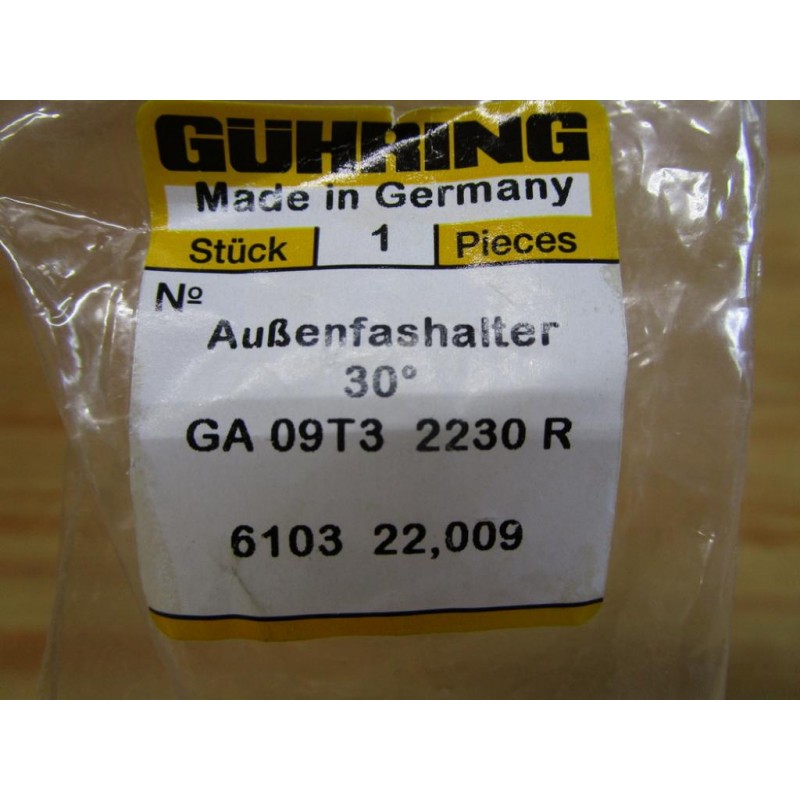 GÜHRING
Made in Germany
Stück 1 Pieces
№
Außenfashalter
30°
GA 09T3 2230 R
6103 22,009